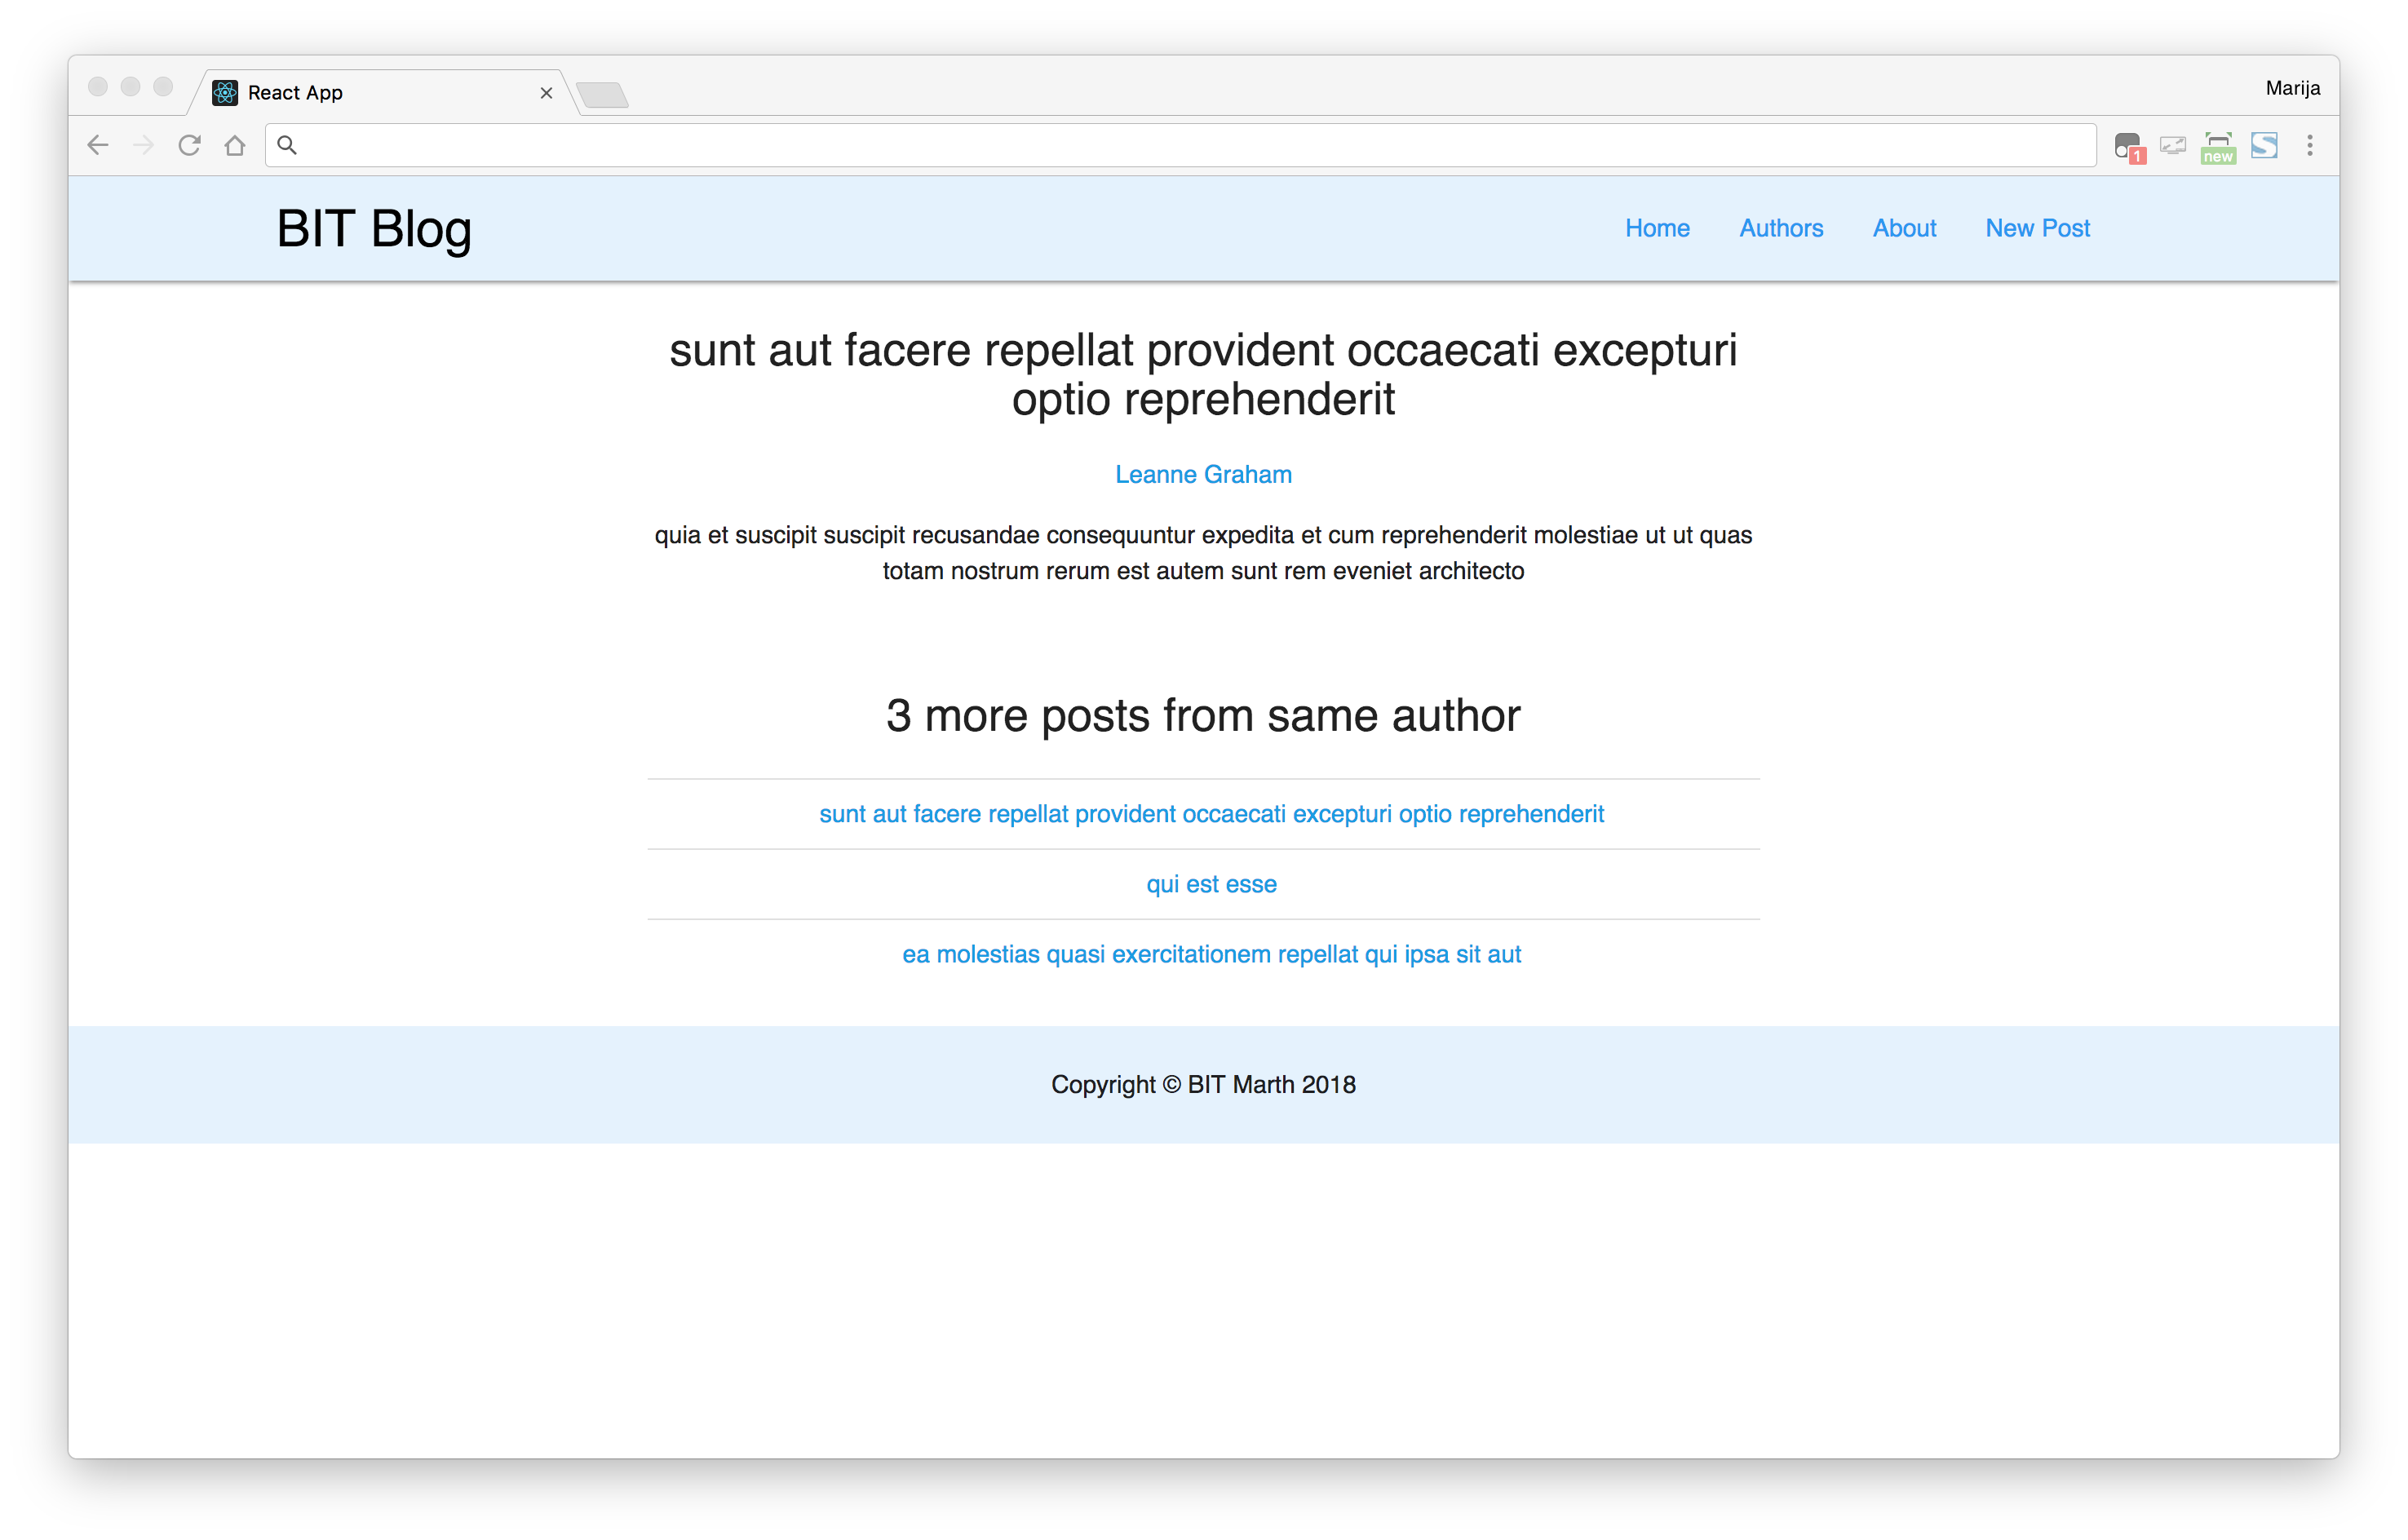 React App
Marija
1
new
BIT Blog
Home Authors About New Post
sunt aut facere repellat provident occaecati excepturi
optio reprehenderit
Leanne Graham
quia et suscipit suscipit recusandae consequuntur expedita et cum reprehenderit molestiae ut ut quas
totam nostrum rerum est autem sunt rem eveniet architecto
3 more posts from same author
sunt aut facere repellat provident occaecati excepturi optio reprehenderit
qui est esse
ea molestias quasi exercitationem repellat qui ipsa sit aut
Copyright © BIT Marth 2018